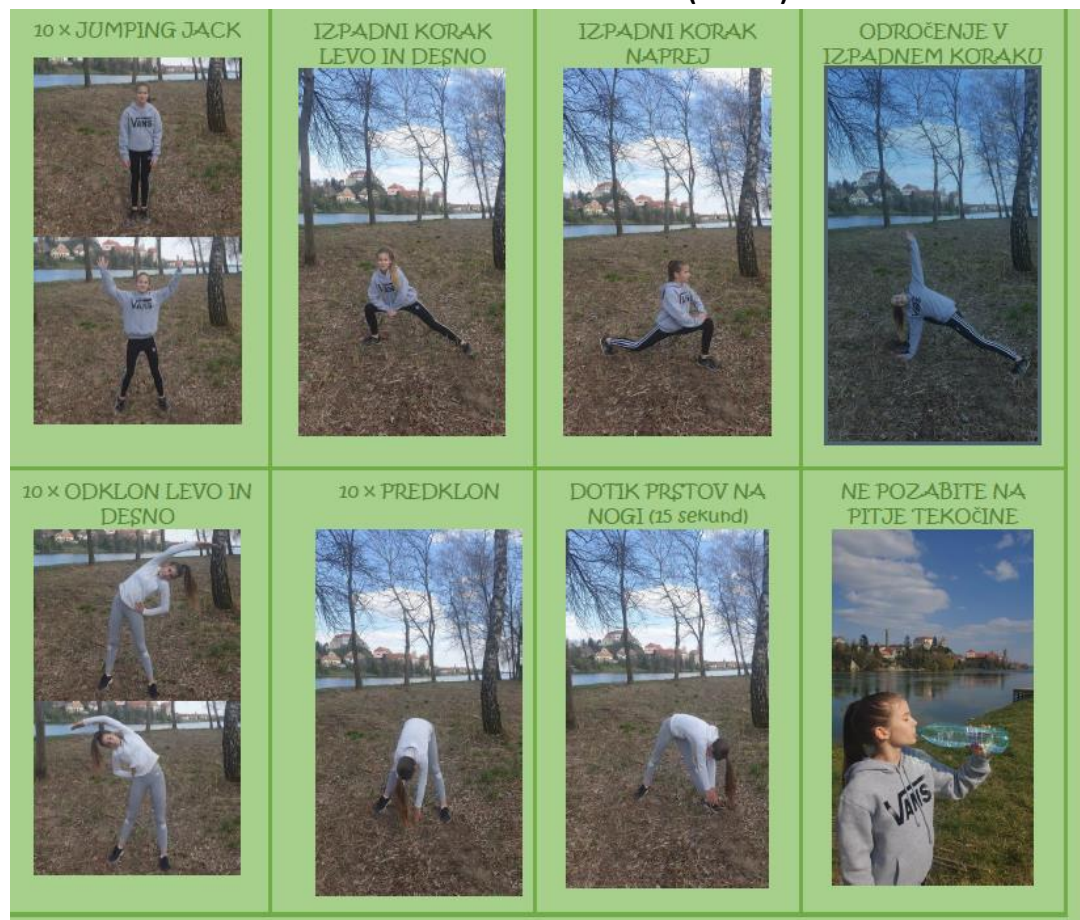 10 × JUMPING JACK
IZPADNI KORAK
LEVO IN DESNO
IZPADNI KORAK
NAPREJ
ODROČENJE V
IZPADNEM KORAKU
VANS
VANS
10 × ODKLON LEVO IN
DESNO
10 × PREDKLON
DOTIK PRSTOV NA
NOGI (15 sekund)
NE POZABITE NA
PITJE TEKOČINE
VANS